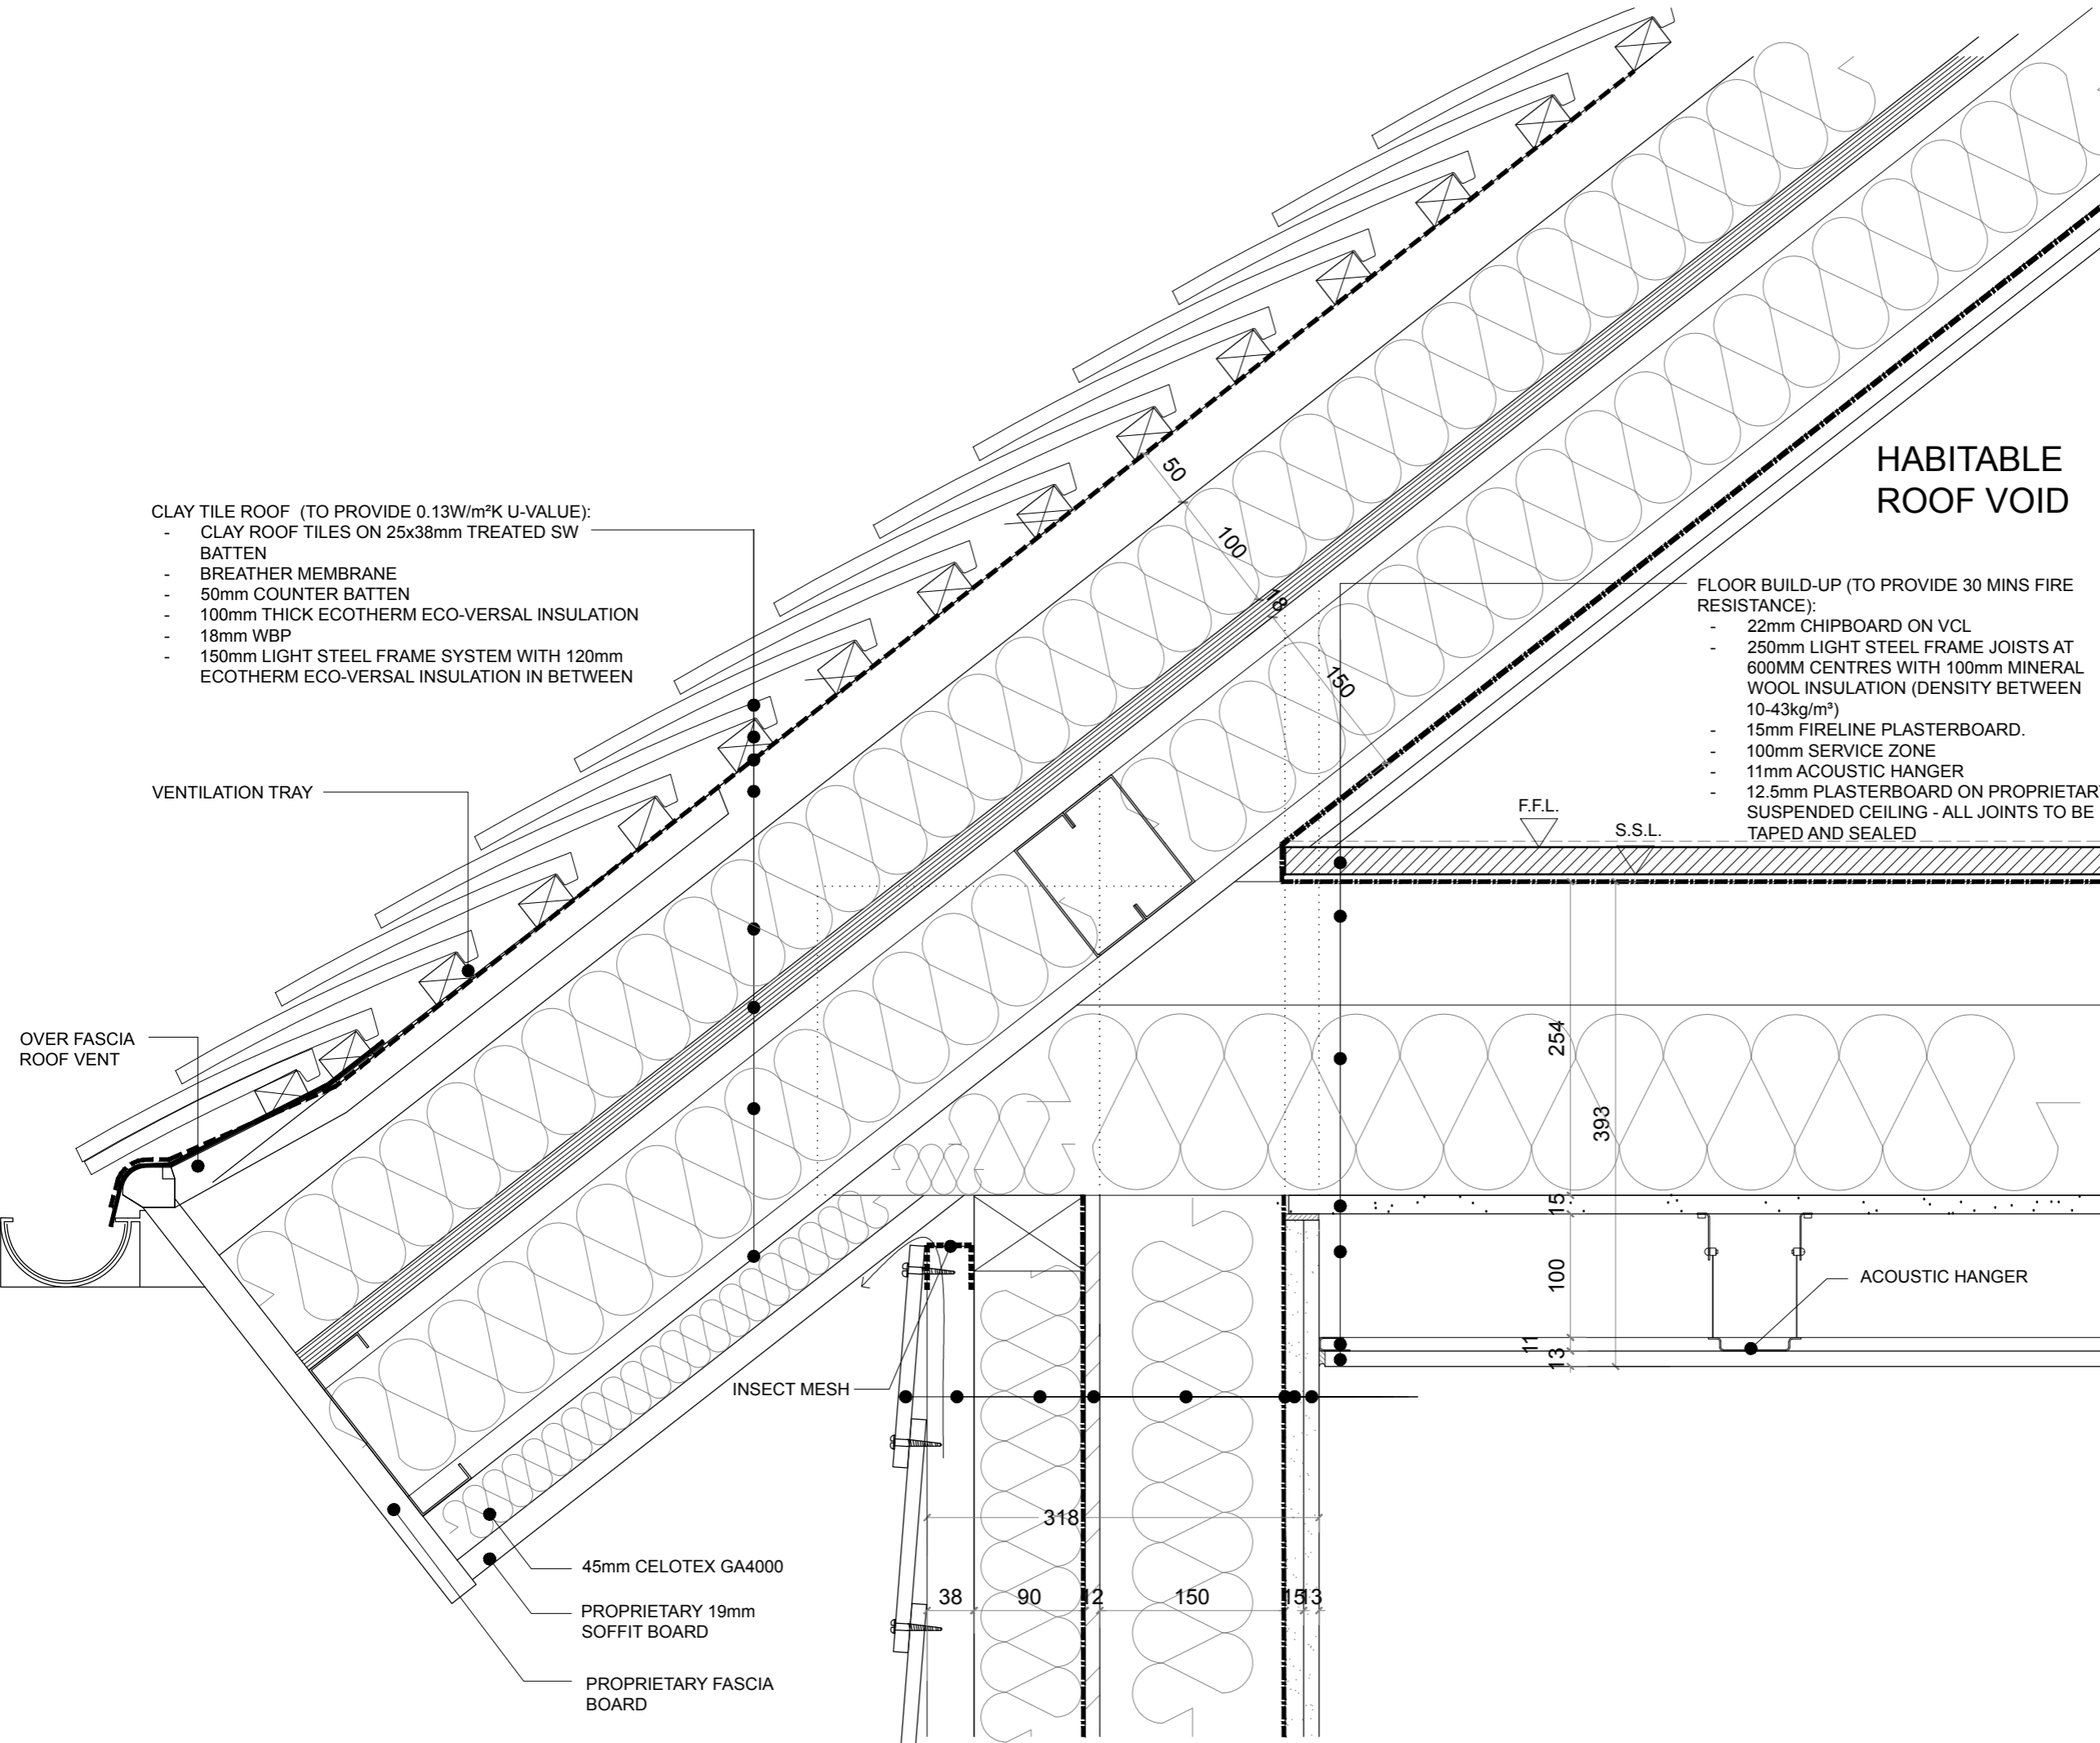 HABITABLE
ROOF VOID
CLAY TILE ROOF (TO PROVIDE 0.13W/m²K U-VALUE):
- CLAY ROOF TILES ON 25x38mm TREATED SW
BATTEN
- BREATHER MEMBRANE
- 50mm COUNTER BATTEN
- 100mm THICK ECOTHERM ECO-VERSAL INSULATION
- 18mm WBP
- 150mm LIGHT STEEL FRAME SYSTEM WITH 120mm
ECOTHERM ECO-VERSAL INSULATION IN BETWEEN
VENTILATION TRAY
OVER FASCIA
ROOF VENT
50
100
18
150
FLOOR BUILD-UP (TO PROVIDE 30 MINS FIRE
RESISTANCE):
- 22mm CHIPBOARD ON VCL
- 250mm LIGHT STEEL FRAME JOISTS AT
600MM CENTRES WITH 100mm MINERAL
WOOL INSULATION (DENSITY BETWEEN
10-43kg/m³)
- 15mm FIRELINE PLASTERBOARD.
- 100mm SERVICE ZONE
- 11mm ACOUSTIC HANGER
- 12.5mm PLASTERBOARD ON PROPRIETAR
SUSPENDED CEILING - ALL JOINTS TO BE
TAPED AND SEALED
F.F.L.
S.S.L.
254
393
15
100
11
13
ACOUSTIC HANGER
INSECT MESH
318
38 90 12 150 15 13
45mm CELOTEX GA4000
PROPRIETARY 19mm
SOFFIT BOARD
PROPRIETARY FASCIA
BOARD